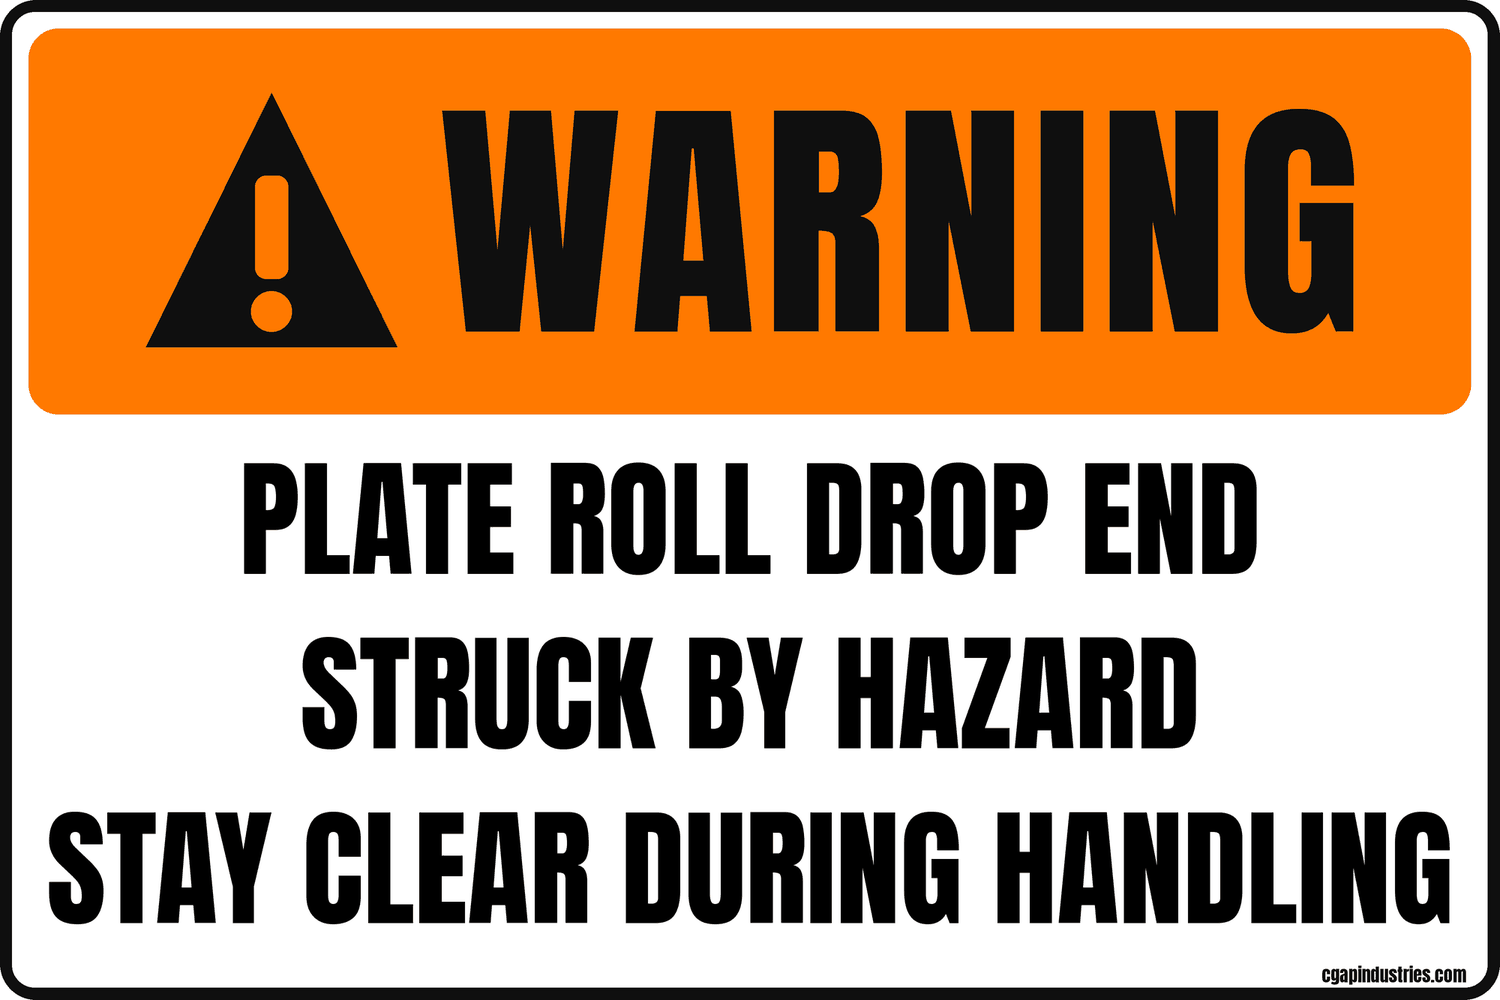 WARNING
PLATE ROLL DROP END
STRUCK BY HAZARD
STAY CLEAR DURING HANDLING
cgapindustries.com